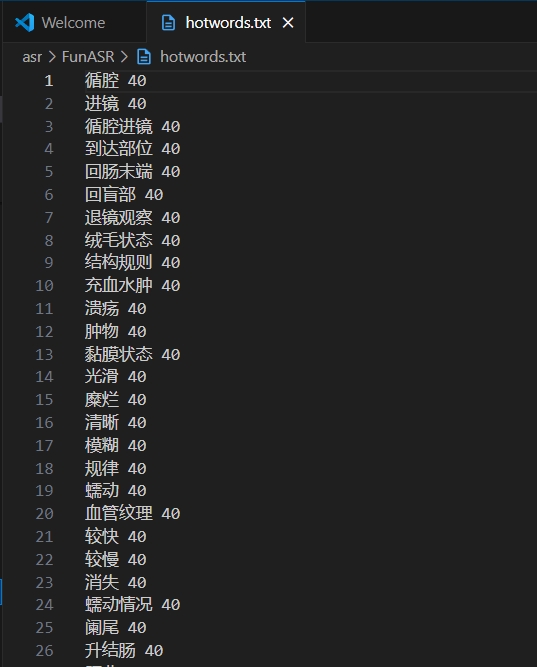 Welcome
hotwords.txt
asr > FunASR > hotwords.txt
1 循腔 40
2 进镜 40
3 循腔进镜 40
4 到达部位 40
5 回肠末端 40
6 回盲部 40
7 退镜观察 40
8 绒毛状态 40
9 结构规则 40
10 充血水肿 40
11 溃疡 40
12 肿物 40
13 黏膜状态 40
14 光滑 40
15 糜烂 40
16 清晰 40
17 模糊 40
18 规律 40
19 蠕动 40
20 血管纹理 40
21 较快 40
22 较慢 40
23 消失 40
24 蠕动情况 40
25 阑尾 40
26 升结肠 40